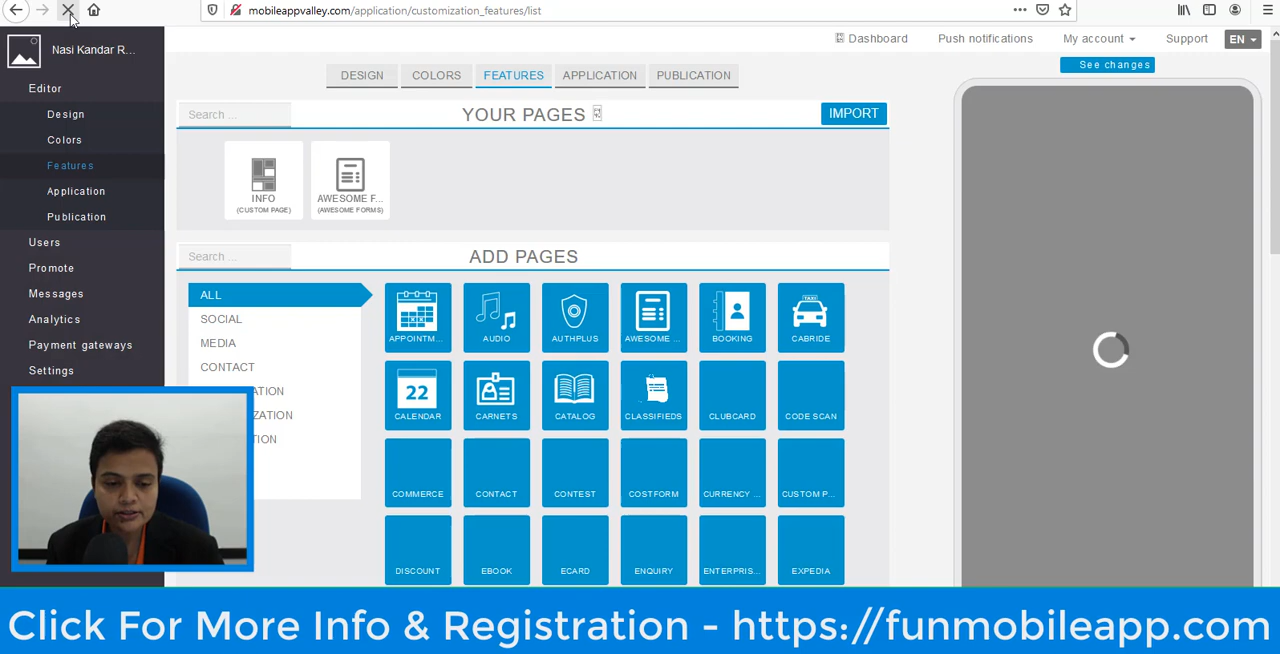 mobileappvalley.com/application/customization_features/list
Nasi Kandar R...
Dashboard
Push notifications
My account
Support
EN
See changes
Editor
Design
Colors
Features
Application
Publication
Users
Promote
Messages
Analytics
Payment gateways
Settings
DESIGN
COLORS
FEATURES
APPLICATION
PUBLICATION
Search ...
YOUR PAGES
IMPORT
INFO
(CUSTOM PAGE)
AWESOME F...
(AWESOME FORMS)
Search ...
ADD PAGES
ALL
SOCIAL
MEDIA
CONTACT
ATION
ZATION
TION
APPOINTM...
AUDIO
AUTHPLUS
AWESOME ...
BOOKING
TAXI
CABRIDE
22
CALENDAR
CARNETS
CATALOG
CLASSIFIEDS
CLUBCARD
CODE SCAN
COMMERCE
CONTACT
CONTEST
COSTFORM
CURRENCY ...
CUSTOM P...
DISCOUNT
EBOOK
ECARD
ENQUIRY
ENTERPRIS...
EXPEDIA
Click For More Info & Registration - https://funmobileapp.com